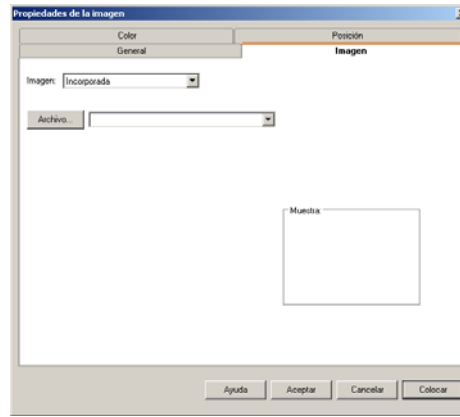 Propiedades de la imagen
Color Posición
General Imagen
Imagen: Incorporada
Archivo...
Muestra
Ayuda Aceptar Cancelar Colocar